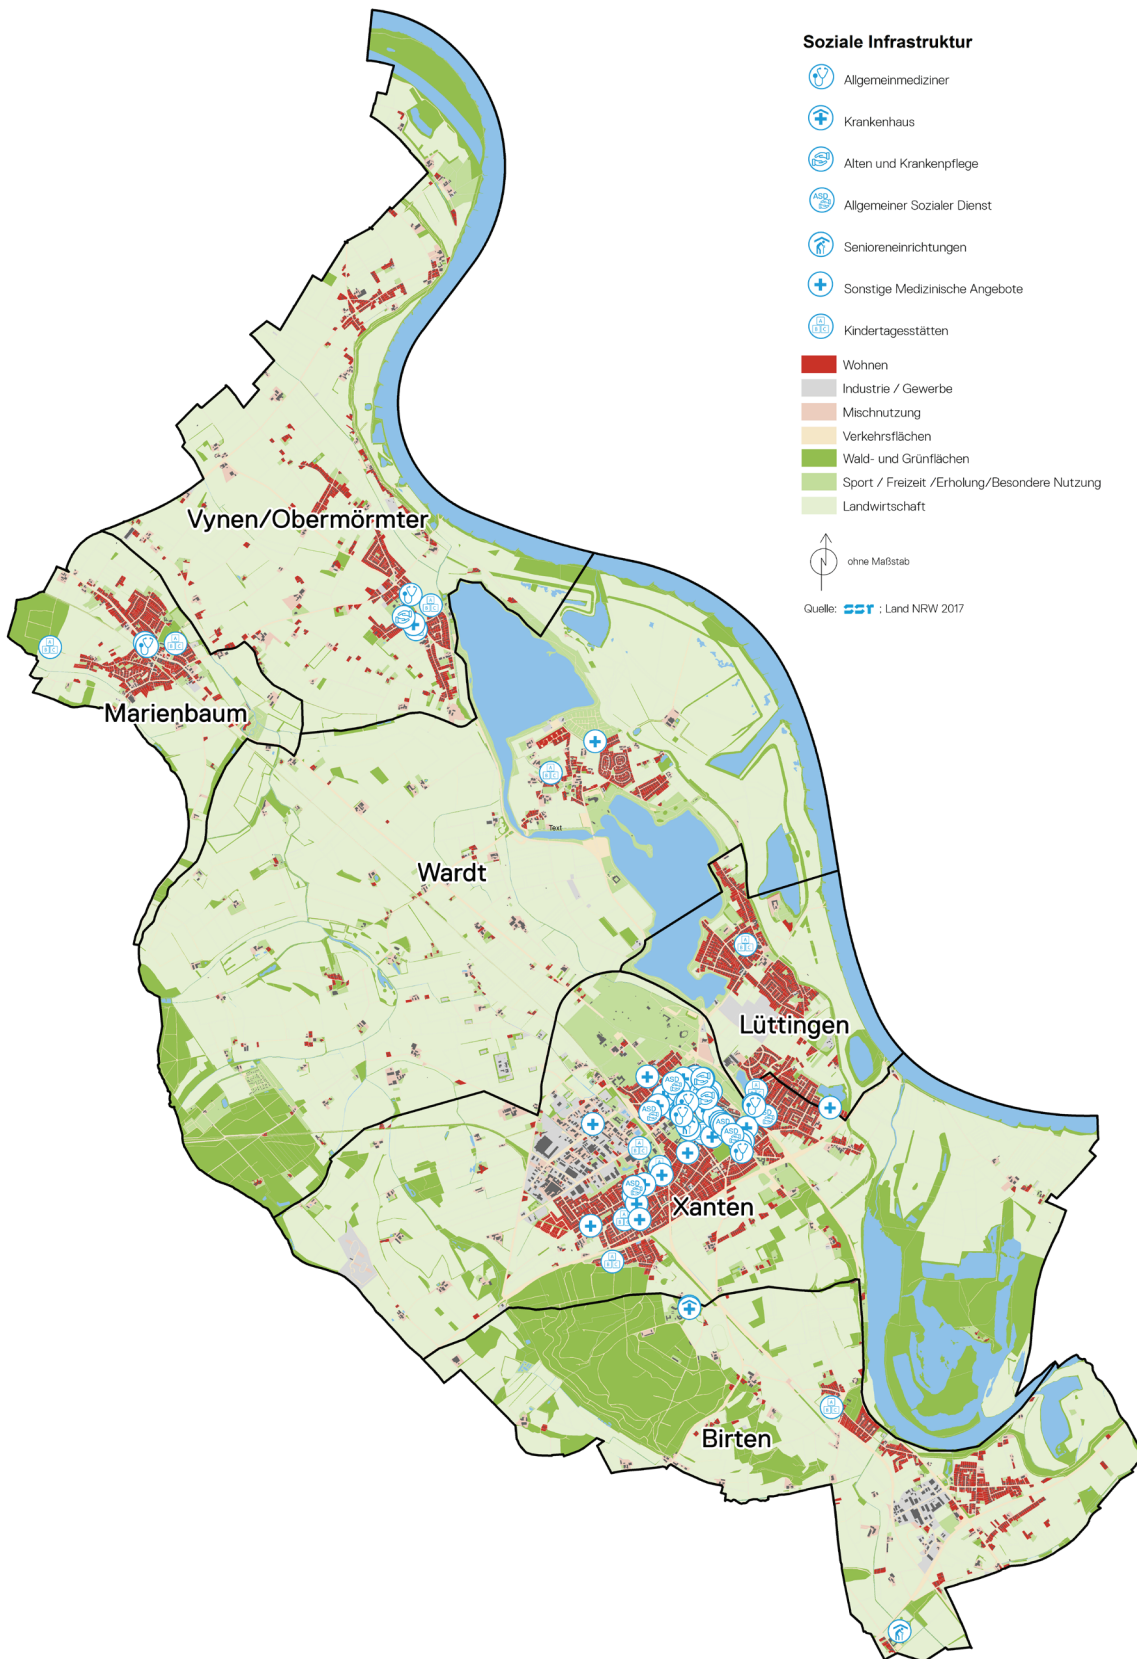 Soziale Infrastruktur
Allgemeinmediziner
Krankenhaus
Alten und Krankenpflege
Allgemeiner Sozialer Dienst
Senioreneinrichtungen
Sonstige Medizinische Angebote
Kindertagesstätten
Wohnen
Industrie / Gewerbe
Mischnutzung
Verkehrsflächen
Wald- und Grünflächen
Sport / Freizeit /Erholung/Besondere Nutzung
Landwirtschaft
N
ohne Maßstab
Quelle: ssr ; Land NRW 2017
Vynen/Obermörmter
Marienbaum
Text
Wardt
Lüttingen
Xanten
Birten